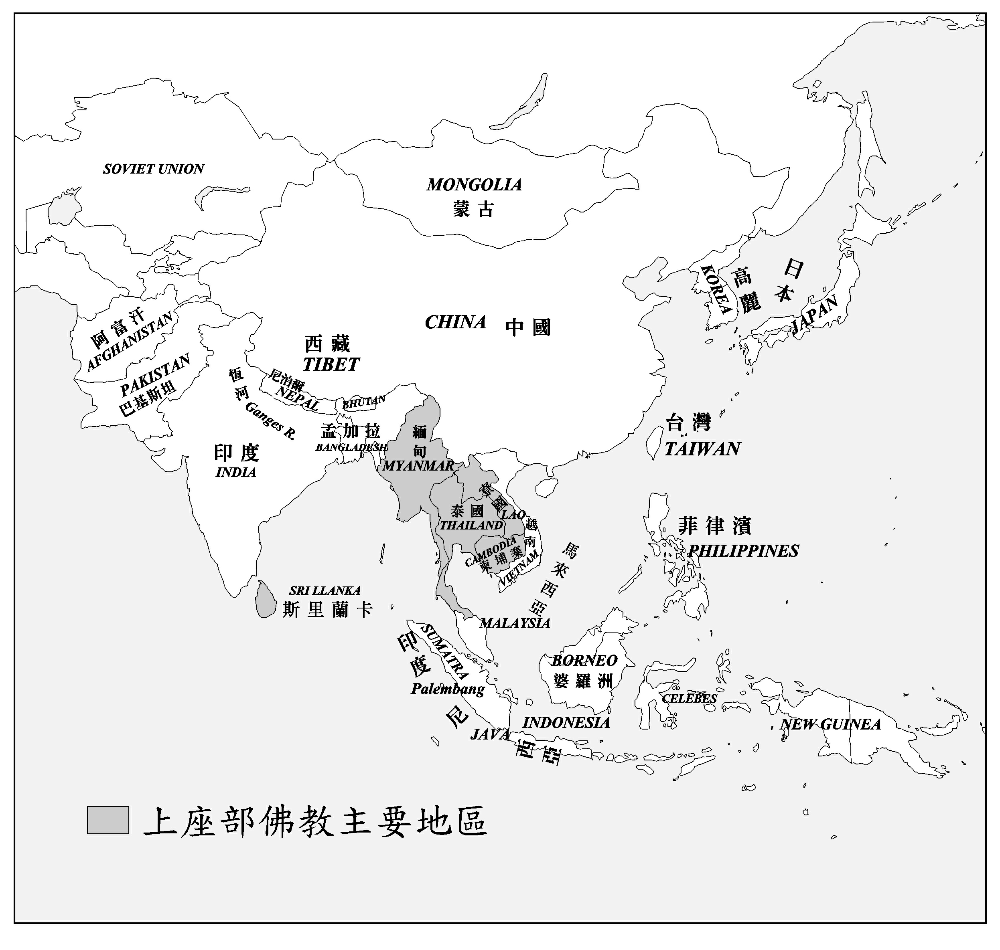 SOVIET UNION
MONGOLIA
蒙古
KOREA
高麗
日本
JAPAN
CHINA 中國
阿富汗
AFGHANISTAN
西藏
TIBET
PAKISTAN
巴基斯坦
恆河
Ganges R.
尼泊爾
NEPAL
BHUTAN
孟加拉
BANGLADESH
印度
INDIA
緬甸
MYANMAR
台灣
TAIWAN
寮國
LAO
泰國
THAILAND
越南
VIETNAM
CAMBODIA
柬埔寨
菲律濱
PHILIPPINES
馬來西亞
MALAYSIA
SRI LLANKA
斯里蘭卡
SUMATRA
印度尼西亞
Palembang
BORNEO
婆羅洲
CELEBES
INDONESIA
JAVA
NEW GUINEA
上座部佛教主要地區